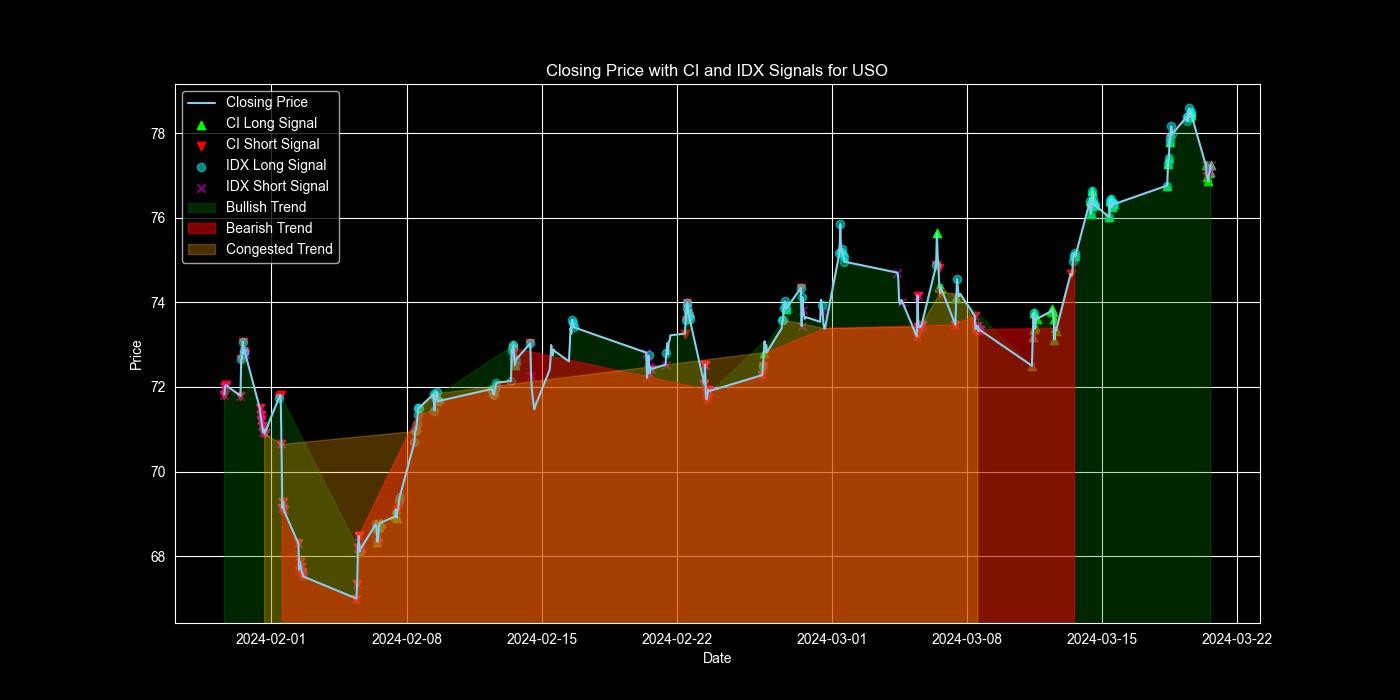 Closing Price with CI and IDX Signals for USO
Closing Price
CI Long Signal
CI Short Signal
IDX Long Signal
IDX Short Signal
Bullish Trend
Bearish Trend
Congested Trend
Price
78
76
74
72
70
68
2024-02-01 2024-02-08 2024-02-15 2024-02-22 2024-03-01 2024-03-08 2024-03-15 2024-03-22
Date